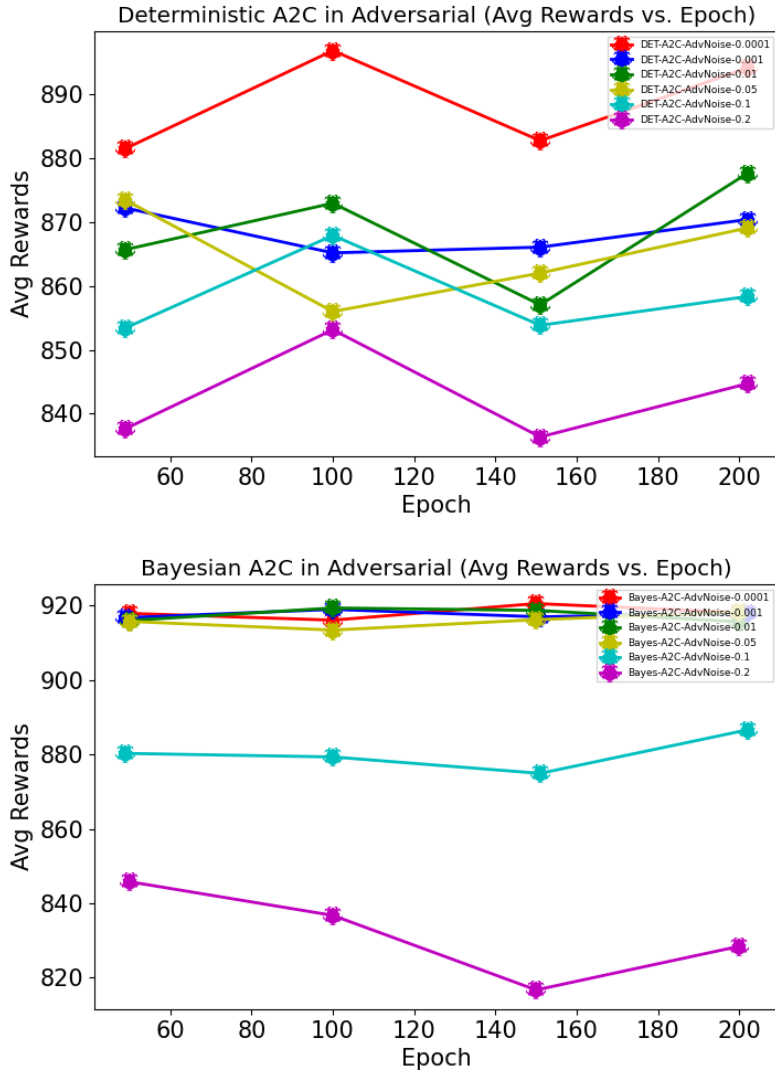 Deterministic A2C in Adversarial (Avg Rewards vs. Epoch)
DET-A2C-AdvNoise-0.0001
DET-A2C-AdvNoise-0.001
DET-A2C-AdvNoise-0.01
DET-A2C-AdvNoise-0.05
DET-A2C-AdvNoise-0.1
DET-A2C-AdvNoise-0.2
890
880
870
860
850
840
Avg Rewards
60 80 100 120 140 160 180 200
Epoch
Bayesian A2C in Adversarial (Avg Rewards vs. Epoch)
Bayes-A2C-AdvNoise-0.0001
Bayes-A2C-AdvNoise-0.001
Bayes-A2C-AdvNoise-0.01
Bayes-A2C-AdvNoise-0.05
Bayes-A2C-AdvNoise-0.1
Bayes-A2C-AdvNoise-0.2
920
900
880
860
840
820
Avg Rewards
60 80 100 120 140 160 180 200
Epoch